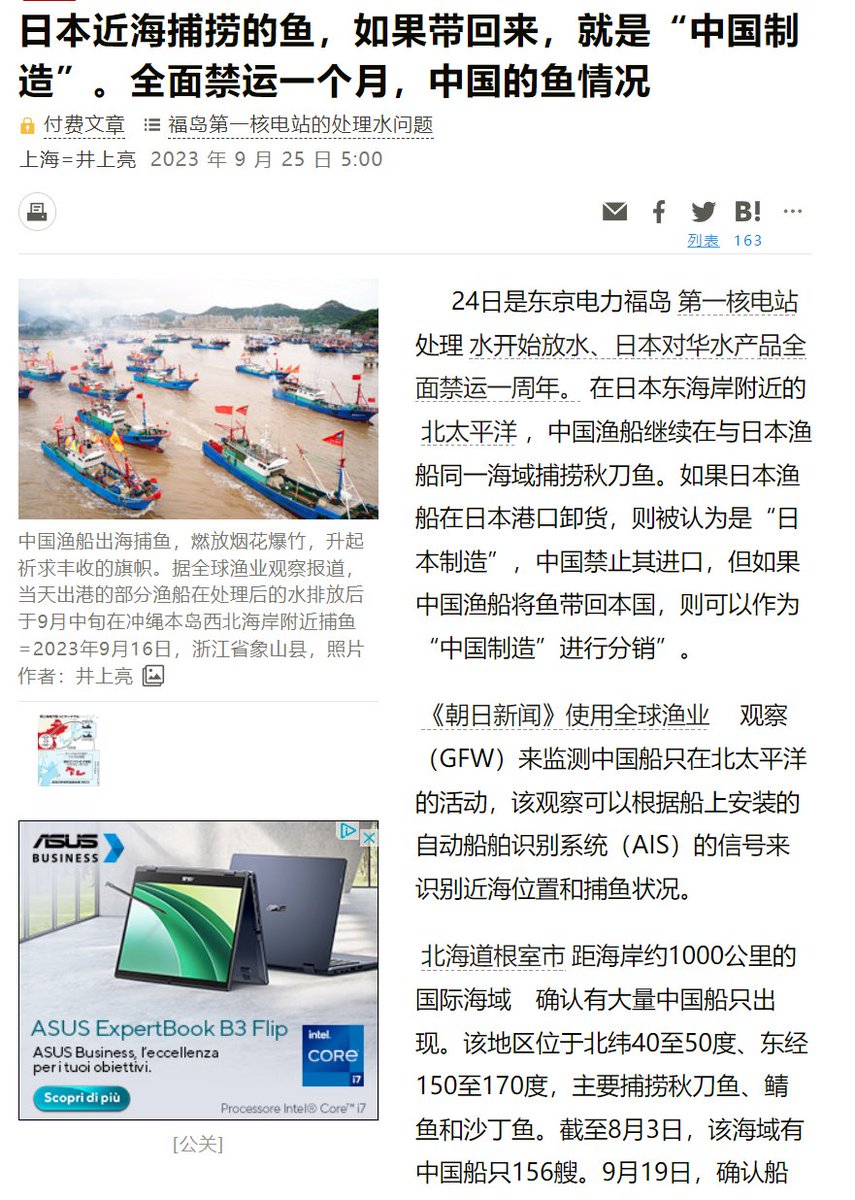 日本近海捕捞的鱼，如果带回来，就是“中国制
造”。全面禁运一个月，中国的鱼情况
付费文章 福岛第一核电站的处理水问题
上海=井上亮 2023 年 9 月 25 日 5:00
B!
列表 163
中国渔船出海捕鱼，燃放烟花爆竹，升起
祈求丰收的旗帜。据全球渔业观察报道，
当天出港的部分渔船在处理后的水排放后
于9月中旬在冲绳本岛西北海岸附近捕鱼
=2023年9月16日，浙江省象山县，照片
作者：井上亮
ASUS
BUSINESS
ASUS ExpertBook B3 Flip
ASUS Business, l’eccellenza
per i tuoi obiettivi.
Scopri di più
intel.
CORE
i7
Processore Intel® Core™ i7
[公关]
24日是东京电力福岛 第一核电站
处理 水开始放水、日本对华水产品全
面禁运一周年。 在日本东海岸附近的
北太平洋 ，中国渔船继续在与日本渔
船同一海域捕捞秋刀鱼。如果日本渔
船在日本港口卸货，则被认为是“日
本制造”，中国禁止其进口，但如果
中国渔船将鱼带回本国，则可以作为
“中国制造”进行分销”。
《朝日新闻》使用全球渔业 观察
（GFW）来监测中国船只在北太平洋
的活动，该观察可以根据船上安装的
自动船舶识别系统（AIS）的信号来
识别近海位置和捕鱼状况。
北海道根室市 距海岸约1000公里的
国际海域 确认有大量中国船只出
现。该地区位于北纬40至50度、东经
150至170度，主要捕捞秋刀鱼、鲭
鱼和沙丁鱼。截至8月3日，该海域有
中国船只156艘。9月19日，确认船